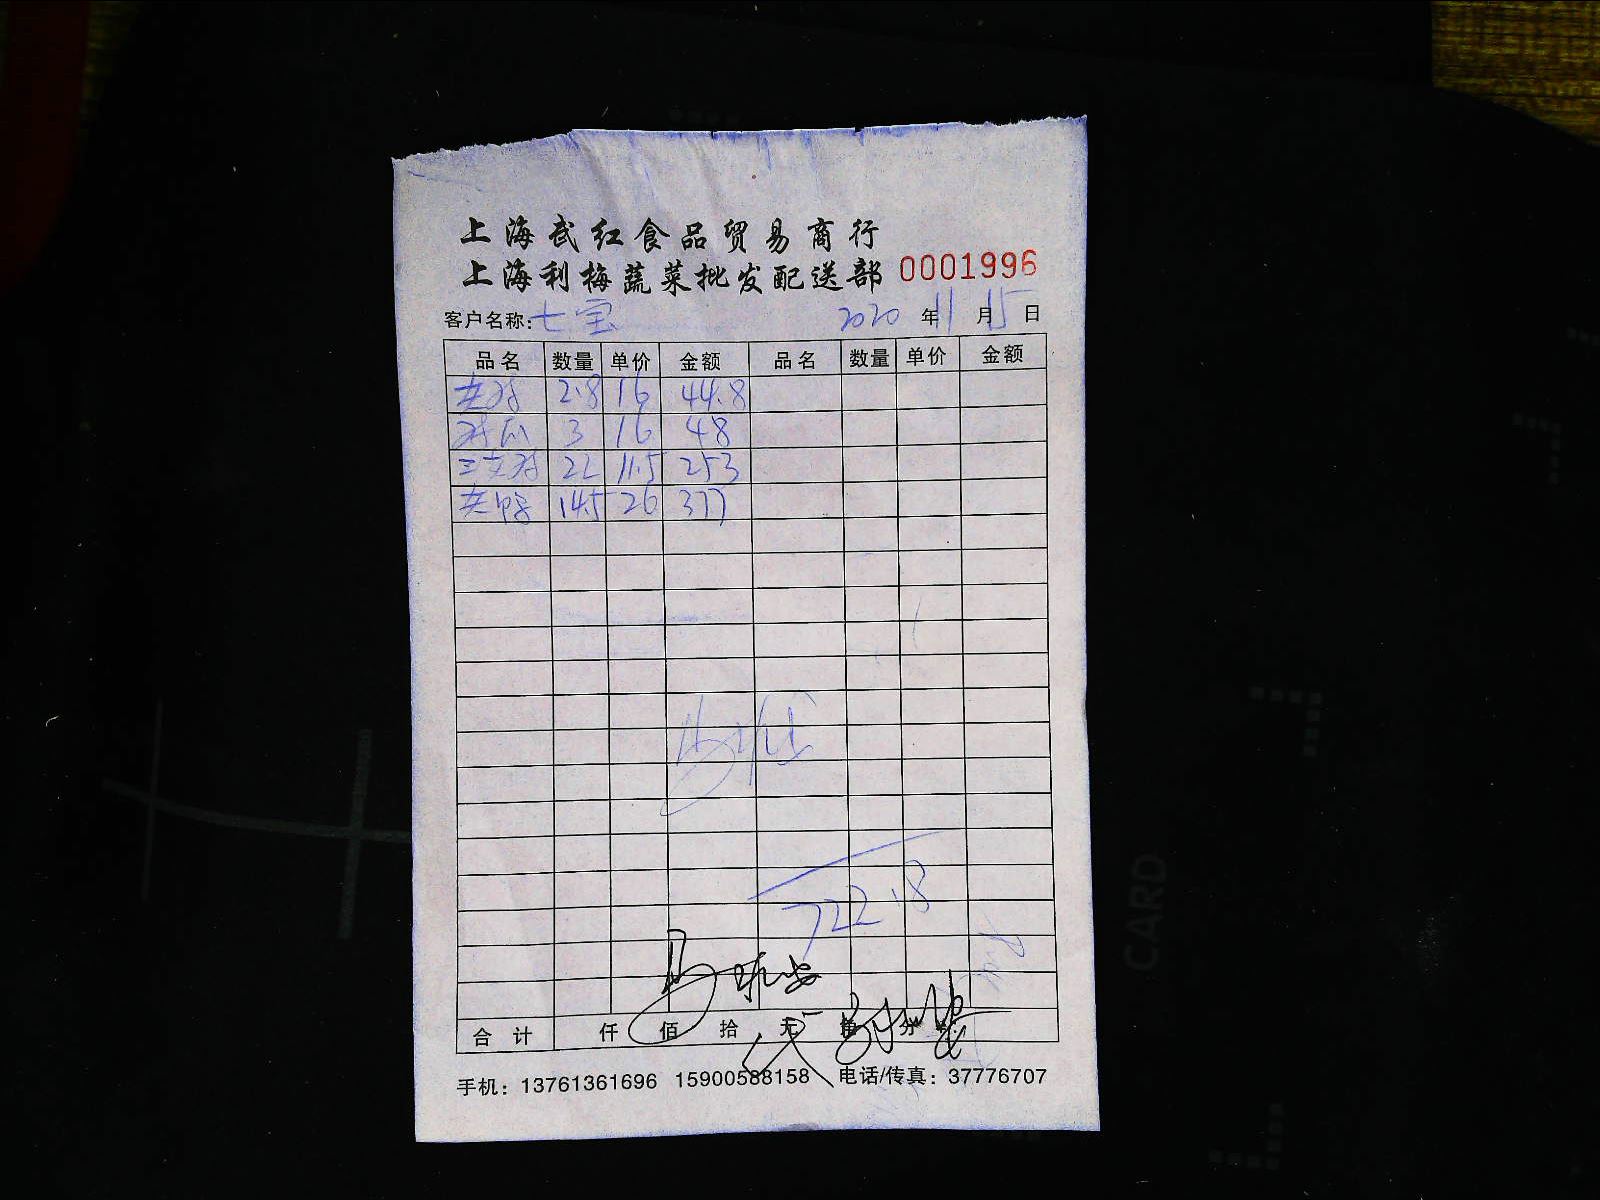 上海武红食品贸易商行
上海利梅蔬菜批发配送部 0001996
客户名称：七宝 2020 年 11 月 15 日
品名 数量 单价 金额 品名 数量 单价 金额
2.8 16 44.8
3 16 48
22 11.5 253
14.5 26 377
722.8
合计 仟 佰 拾 元 角 分
手机：13761361696 15900588158 电话/传真：37776707
CARD